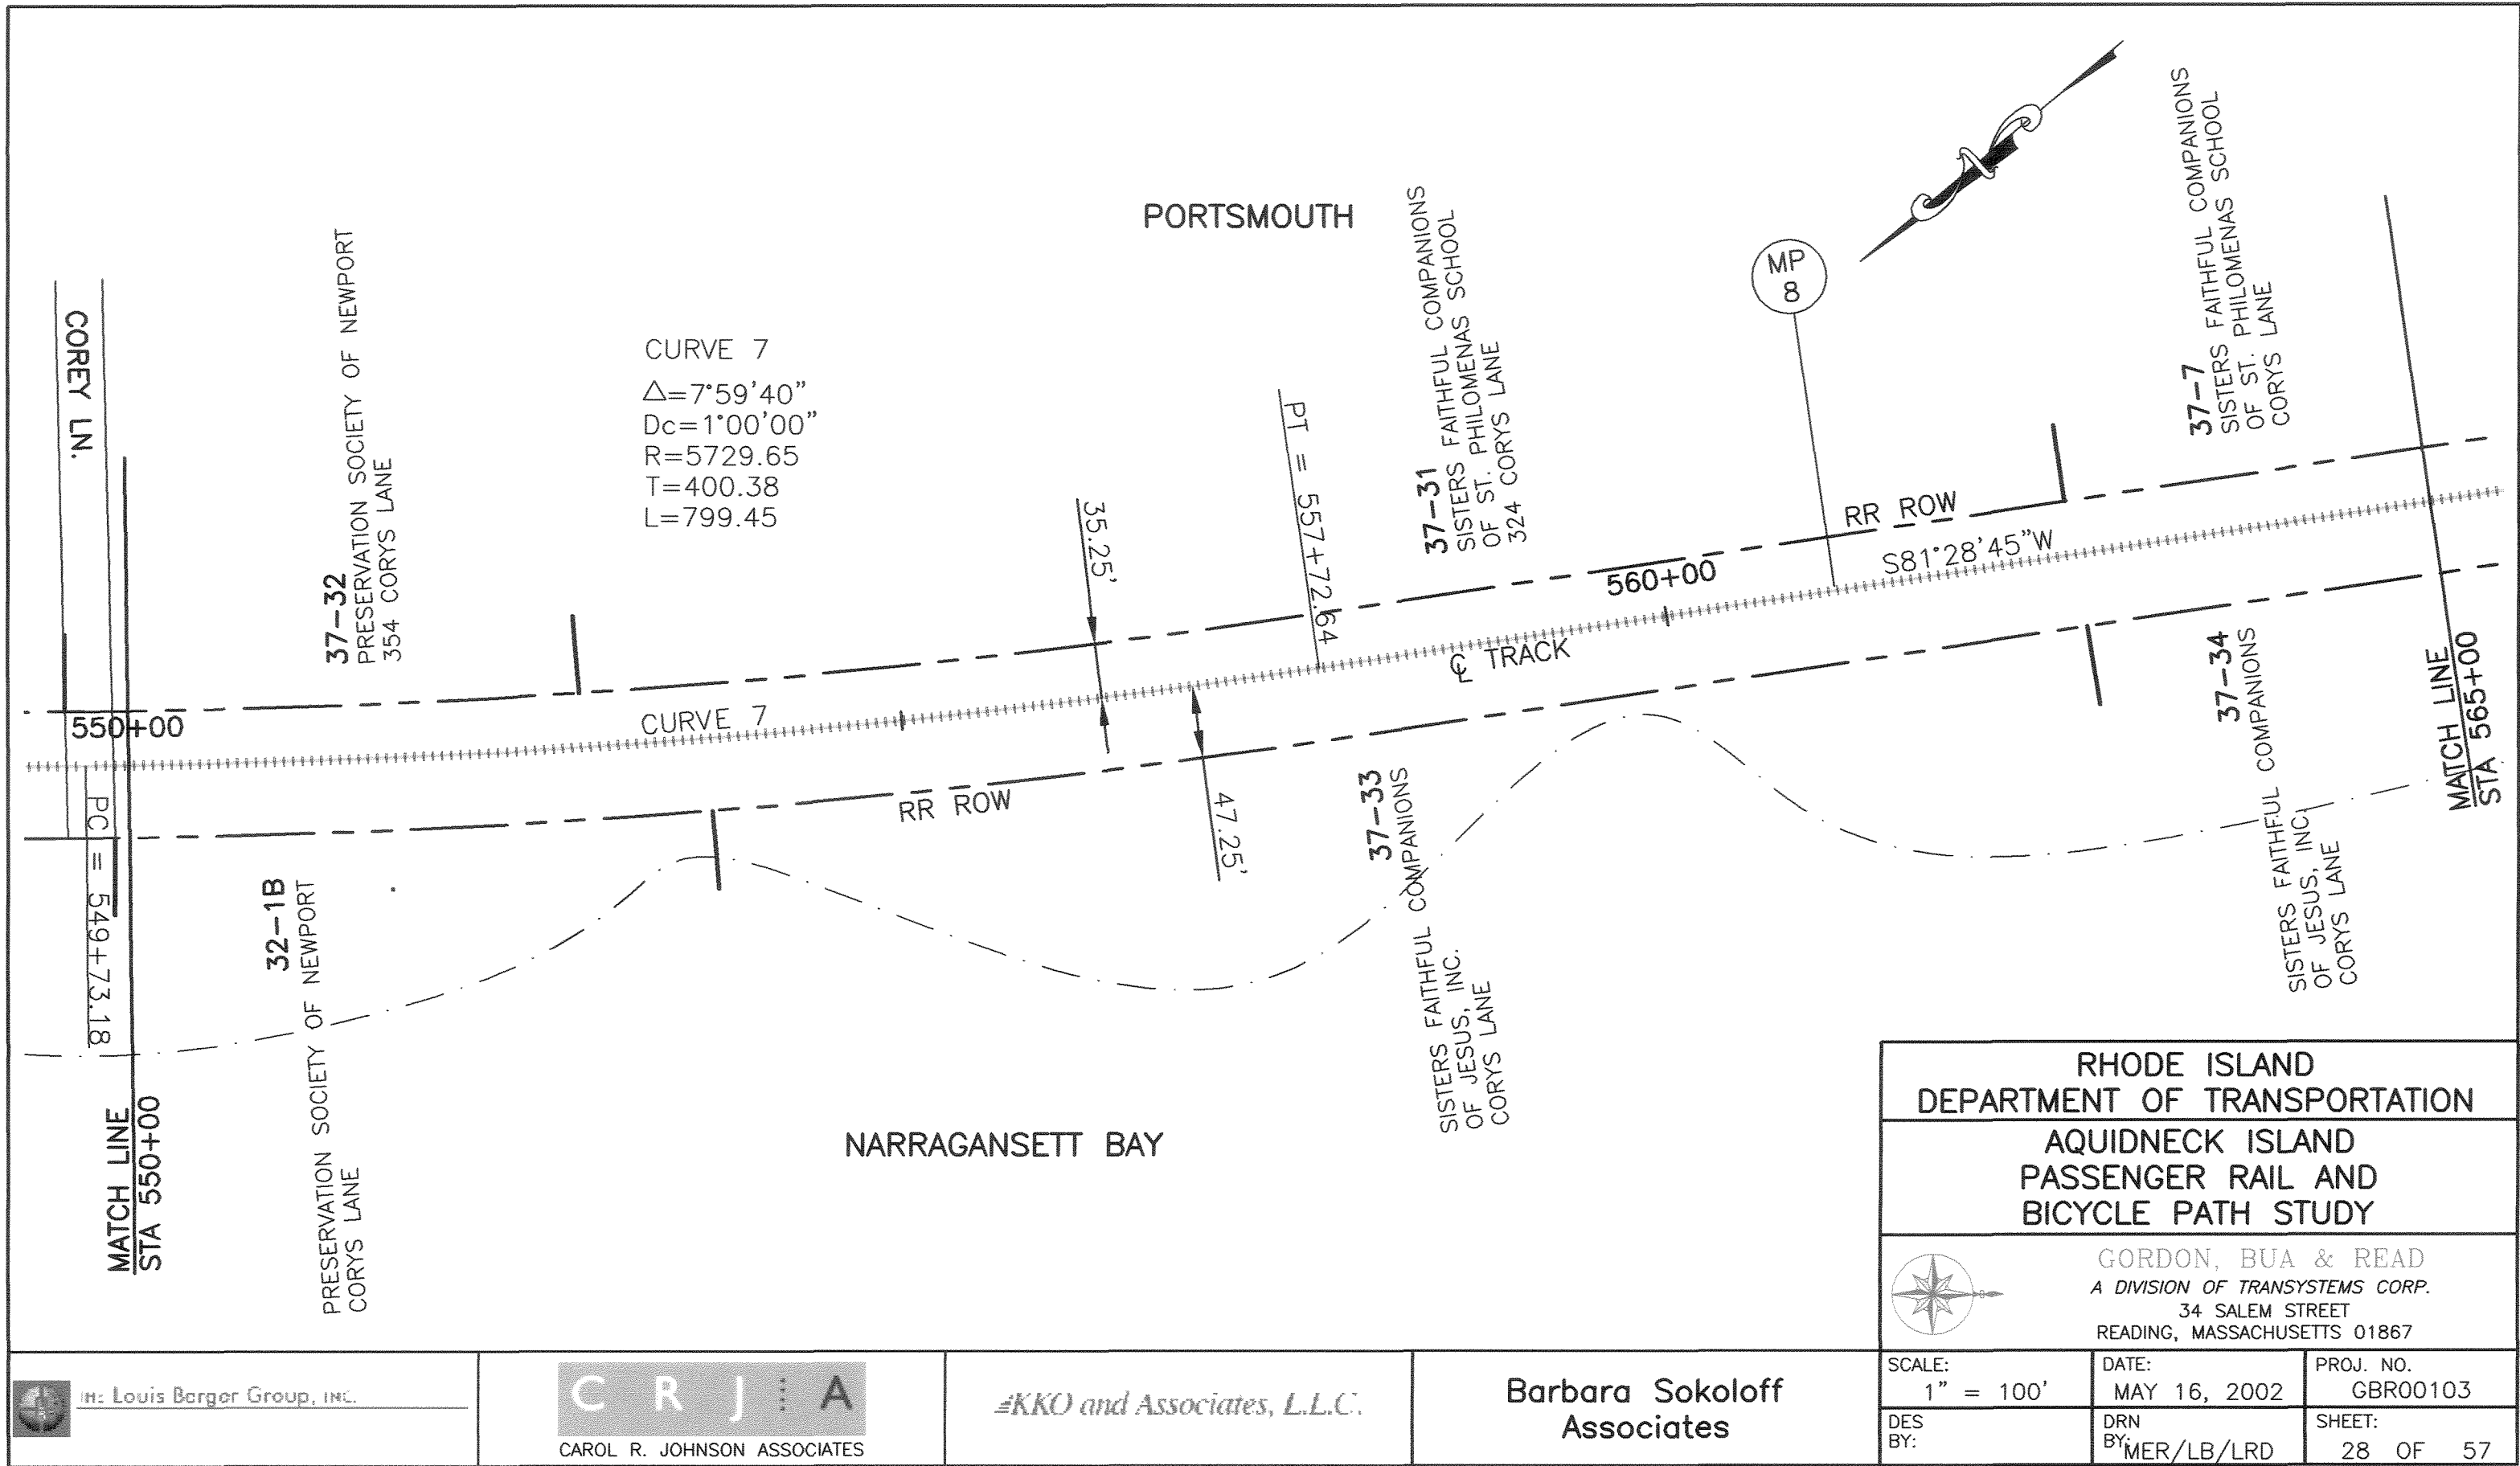 PORTSMOUTH
COREY LN.
37-32
PRESERVATION SOCIETY OF NEWPORT
354 CORYS LANE
CURVE 7
△=7°59'40"
Dc=1°00'00"
R=5729.65
T=400.38
L=799.45
35.25'
PT = 557+72.64
37-31
SISTERS FAITHFUL COMPANIONS
OF ST. PHILOMENAS SCHOOL
324 CORYS LANE
MP
8
37-7
SISTERS FAITHFUL COMPANIONS
OF ST. PHILOMENAS SCHOOL
CORYS LANE
RR ROW
S81°28'45"W
560+00
℄ TRACK
550+00
CURVE 7
RR ROW
47.25'
PC = 549+73.18
32-1B
PRESERVATION SOCIETY OF NEWPORT
CORYS LANE
37-33
SISTERS FAITHFUL COMPANIONS
OF JESUS, INC.
CORYS LANE
37-34
SISTERS FAITHFUL COMPANIONS
OF JESUS, INC.
CORYS LANE
MATCH LINE
STA 565+00
MATCH LINE
STA 550+00
NARRAGANSETT BAY
RHODE ISLAND
DEPARTMENT OF TRANSPORTATION
AQUIDNECK ISLAND
PASSENGER RAIL AND
BICYCLE PATH STUDY
GORDON, BUA & READ
A DIVISION OF TRANSYSTEMS CORP.
34 SALEM STREET
READING, MASSACHUSETTS 01867
THE Louis Berger Group, INC.
C R J A
CAROL R. JOHNSON ASSOCIATES
KKO and Associates, L.L.C.
Barbara Sokoloff
Associates
SCALE:
1" = 100'
DATE:
MAY 16, 2002
PROJ. NO.
GBR00103
DES
BY:
DRN
BY: MER/LB/LRD
SHEET:
28 OF 57